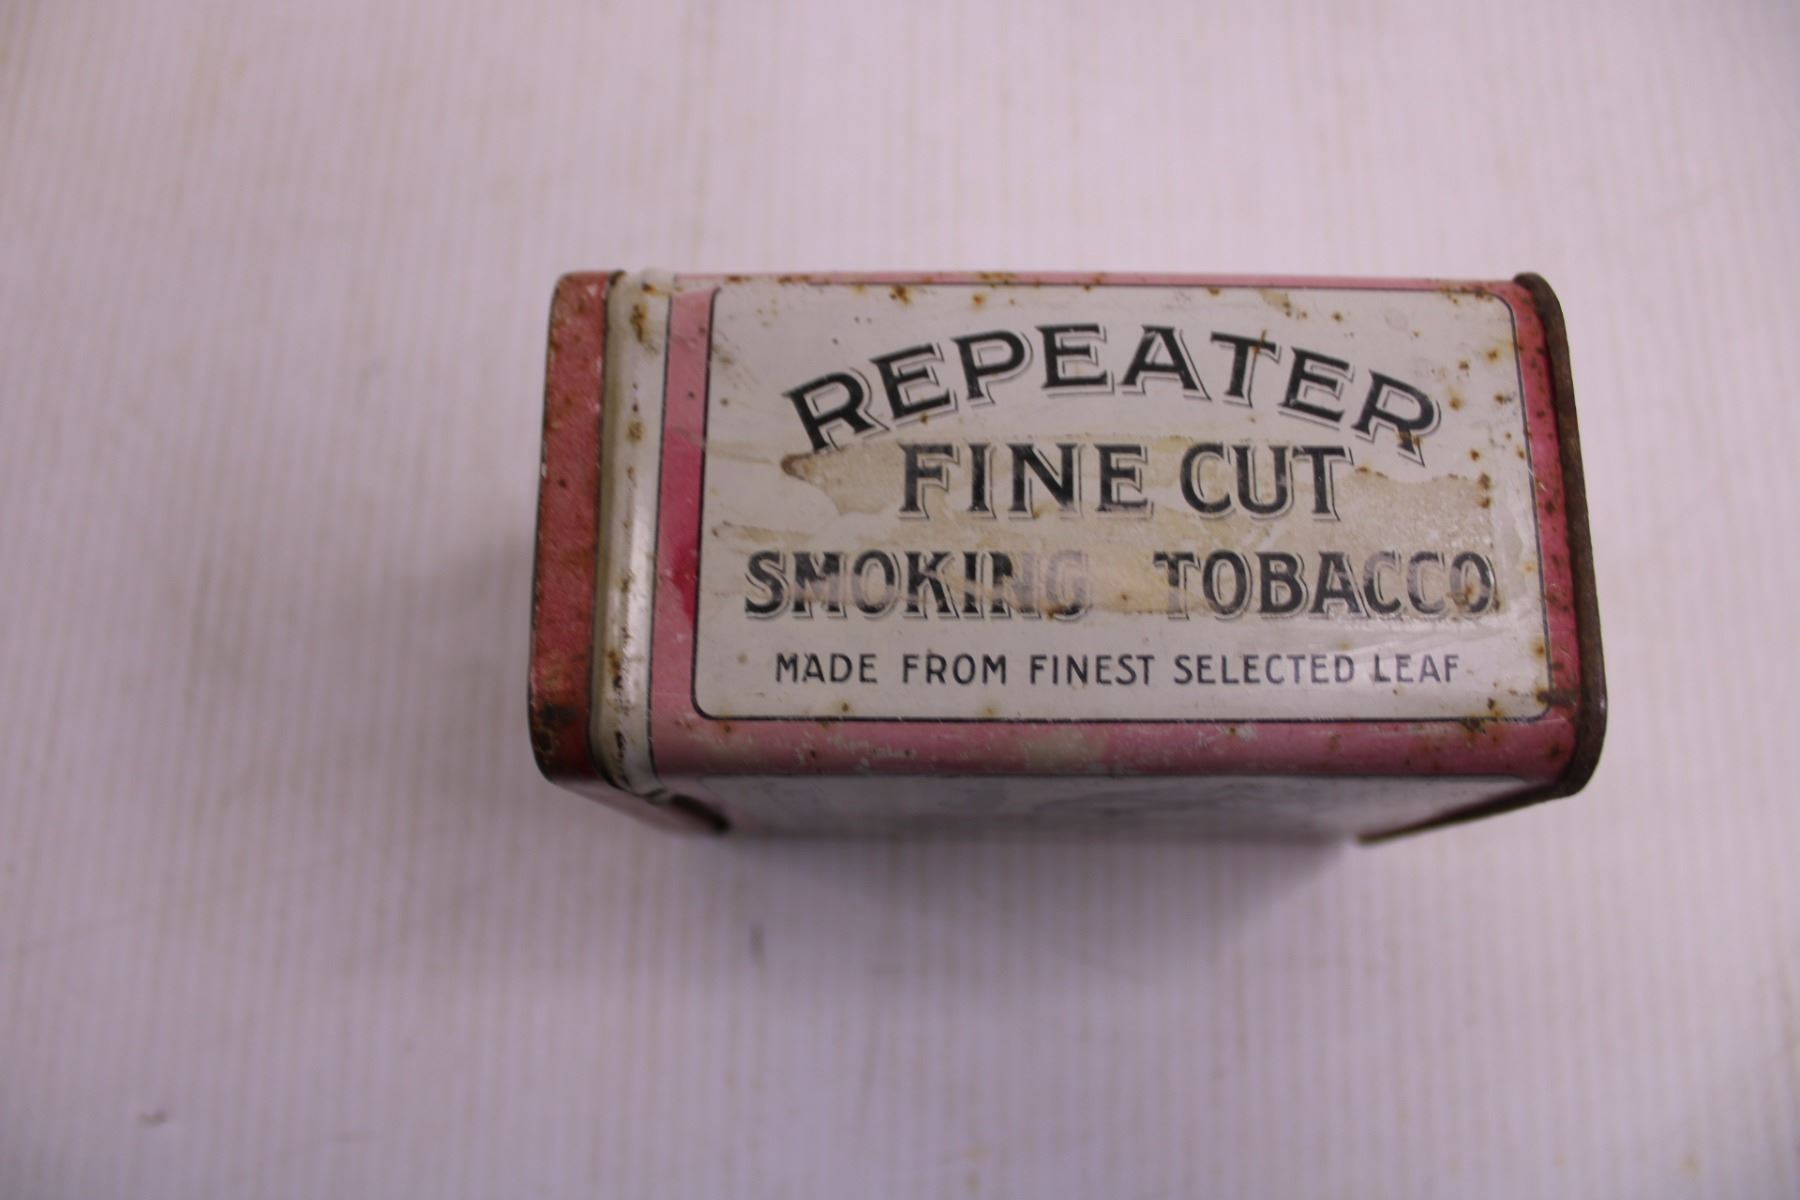 REPEATER
FINE CUT
SMOKING TOBACCO
MADE FROM FINEST SELECTED LEAF